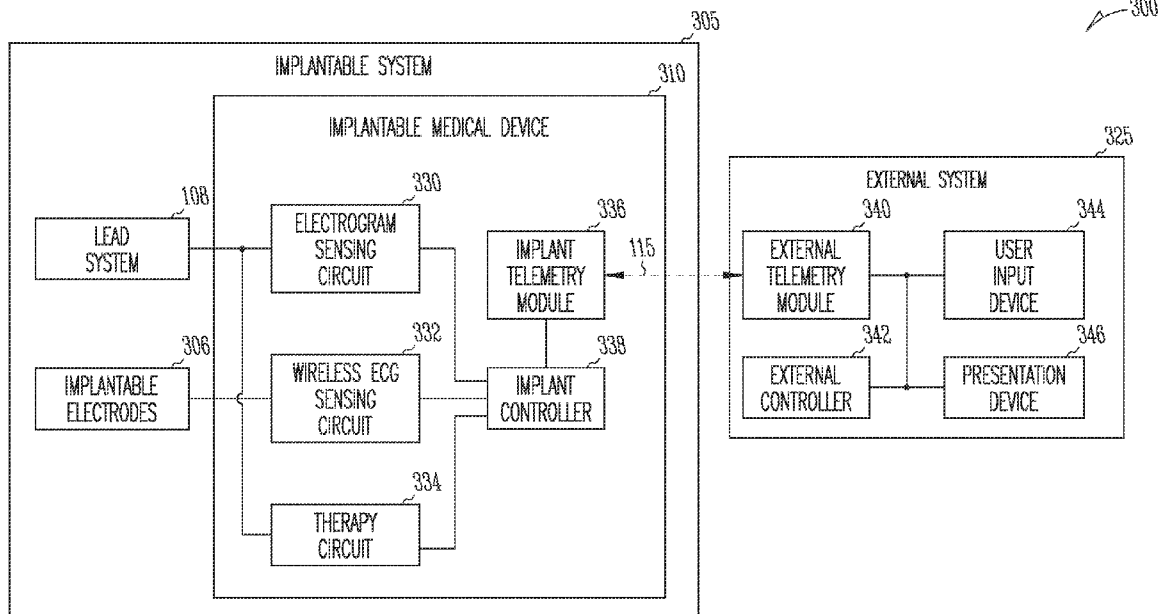 300
305
IMPLANTABLE SYSTEM
310
IMPLANTABLE MEDICAL DEVICE
325
EXTERNAL SYSTEM
108
LEAD
SYSTEM
330
ELECTROGRAM
SENSING
CIRCUIT
336
IMPLANT
TELEMETRY
MODULE
115
340
EXTERNAL
TELEMETRY
MODULE
344
USER
INPUT
DEVICE
306
IMPLANTABLE
ELECTRODES
332
WIRELESS ECG
SENSING
CIRCUIT
338
IMPLANT
CONTROLLER
342
EXTERNAL
CONTROLLER
346
PRESENTATION
DEVICE
334
THERAPY
CIRCUIT